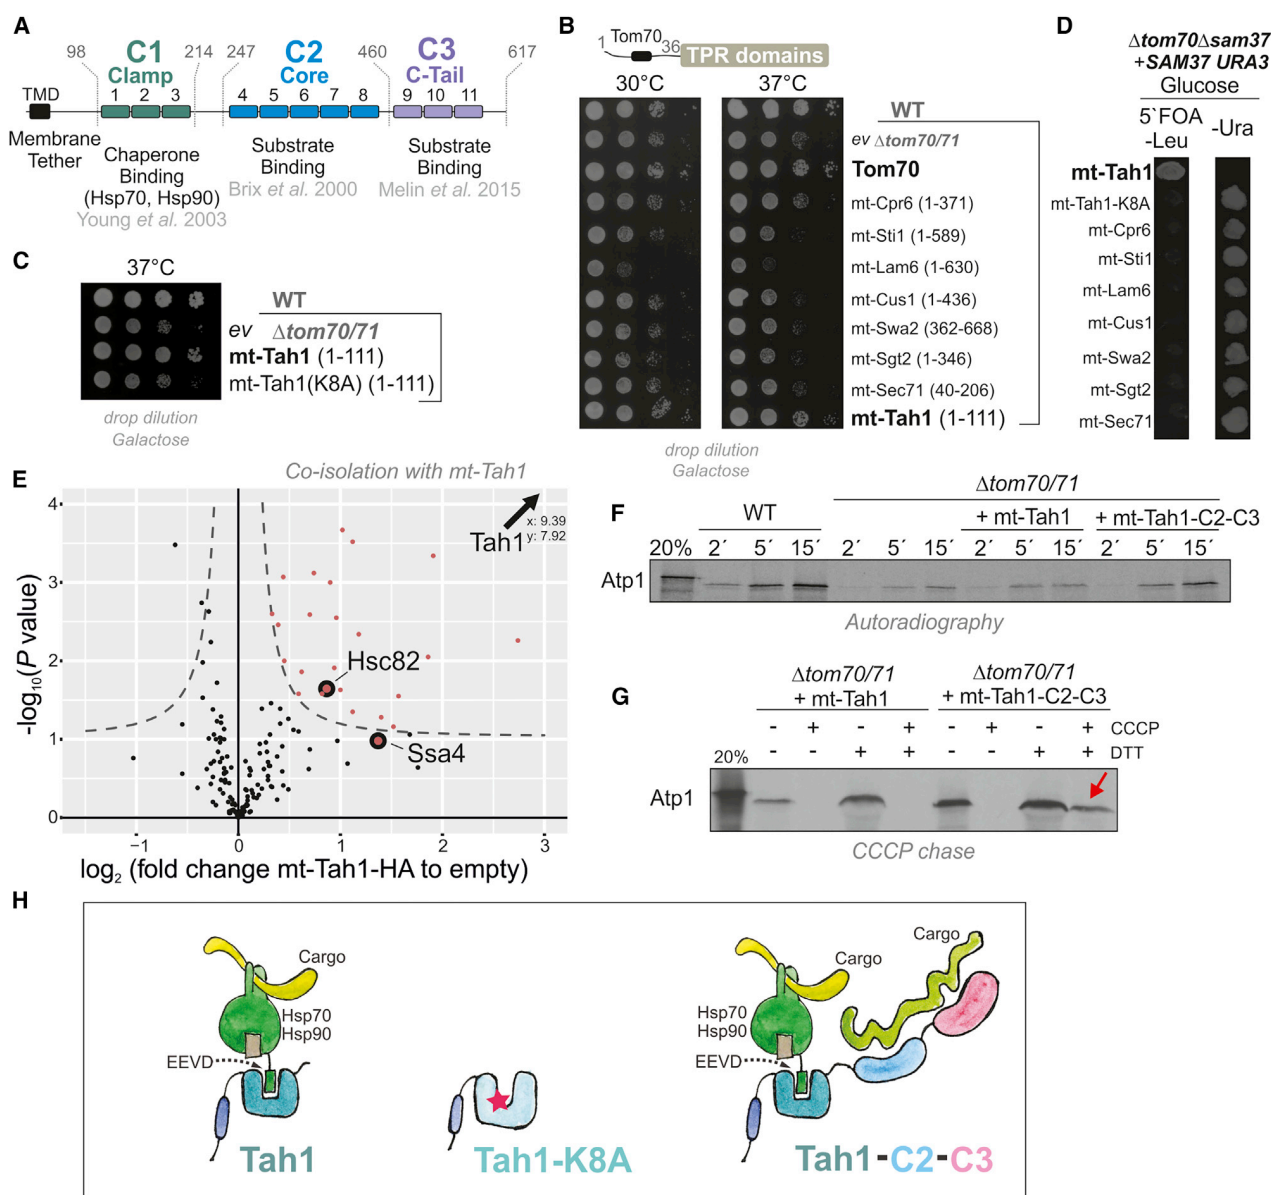 A
98
C1
Clamp
214
247
C2
Core
460
C3
C-Tail
617
TMD
1 2 3
4 5 6 7 8
9 10 11
Membrane
Tether
Chaperone
Binding
(Hsp70, Hsp90)
Young et al. 2003
Substrate
Binding
Brix et al. 2000
Substrate
Binding
Melin et al. 2015
B
1 Tom70 36
TPR domains
30°C 37°C
WT
ev Δtom70/71
Tom70
mt-Cpr6 (1-371)
mt-Sti1 (1-589)
mt-Lam6 (1-630)
mt-Cus1 (1-436)
mt-Swa2 (362-668)
mt-Sgt2 (1-346)
mt-Sec71 (40-206)
mt-Tah1 (1-111)
drop dilution
Galactose
C
37°C
WT
ev Δtom70/71
mt-Tah1 (1-111)
mt-Tah1(K8A) (1-111)
drop dilution
Galactose
D
Δtom70Δsam37
+SAM37 URA3
Glucose
5`FOA
-Leu
-Ura
mt-Tah1
mt-Tah1-K8A
mt-Cpr6
mt-Sti1
mt-Lam6
mt-Cus1
mt-Swa2
mt-Sgt2
mt-Sec71
E
Co-isolation with mt-Tah1
Tah1
x: 9.39
y: 7.92
Hsc82
Ssa4
4
3
2
1
0
-log10(P value)
−1 0 1 2 3
log2 (fold change mt-Tah1-HA to empty)
F
Δtom70/71
WT + mt-Tah1 + mt-Tah1-C2-C3
20% 2´ 5´ 15´ 2´ 5´ 15´ 2´ 5´ 15´ 2´ 5´ 15´
Atp1
Autoradiography
G
Δtom70/71
+ mt-Tah1
Δtom70/71
+ mt-Tah1-C2-C3
- + - + - + - + CCCP
- - + + - - + + DTT
20%
Atp1
CCCP chase
H
Cargo
Hsp70
Hsp90
EEVD
Tah1
Tah1-K8A
Cargo
Cargo
Hsp70
Hsp90
EEVD
Tah1-C2-C3